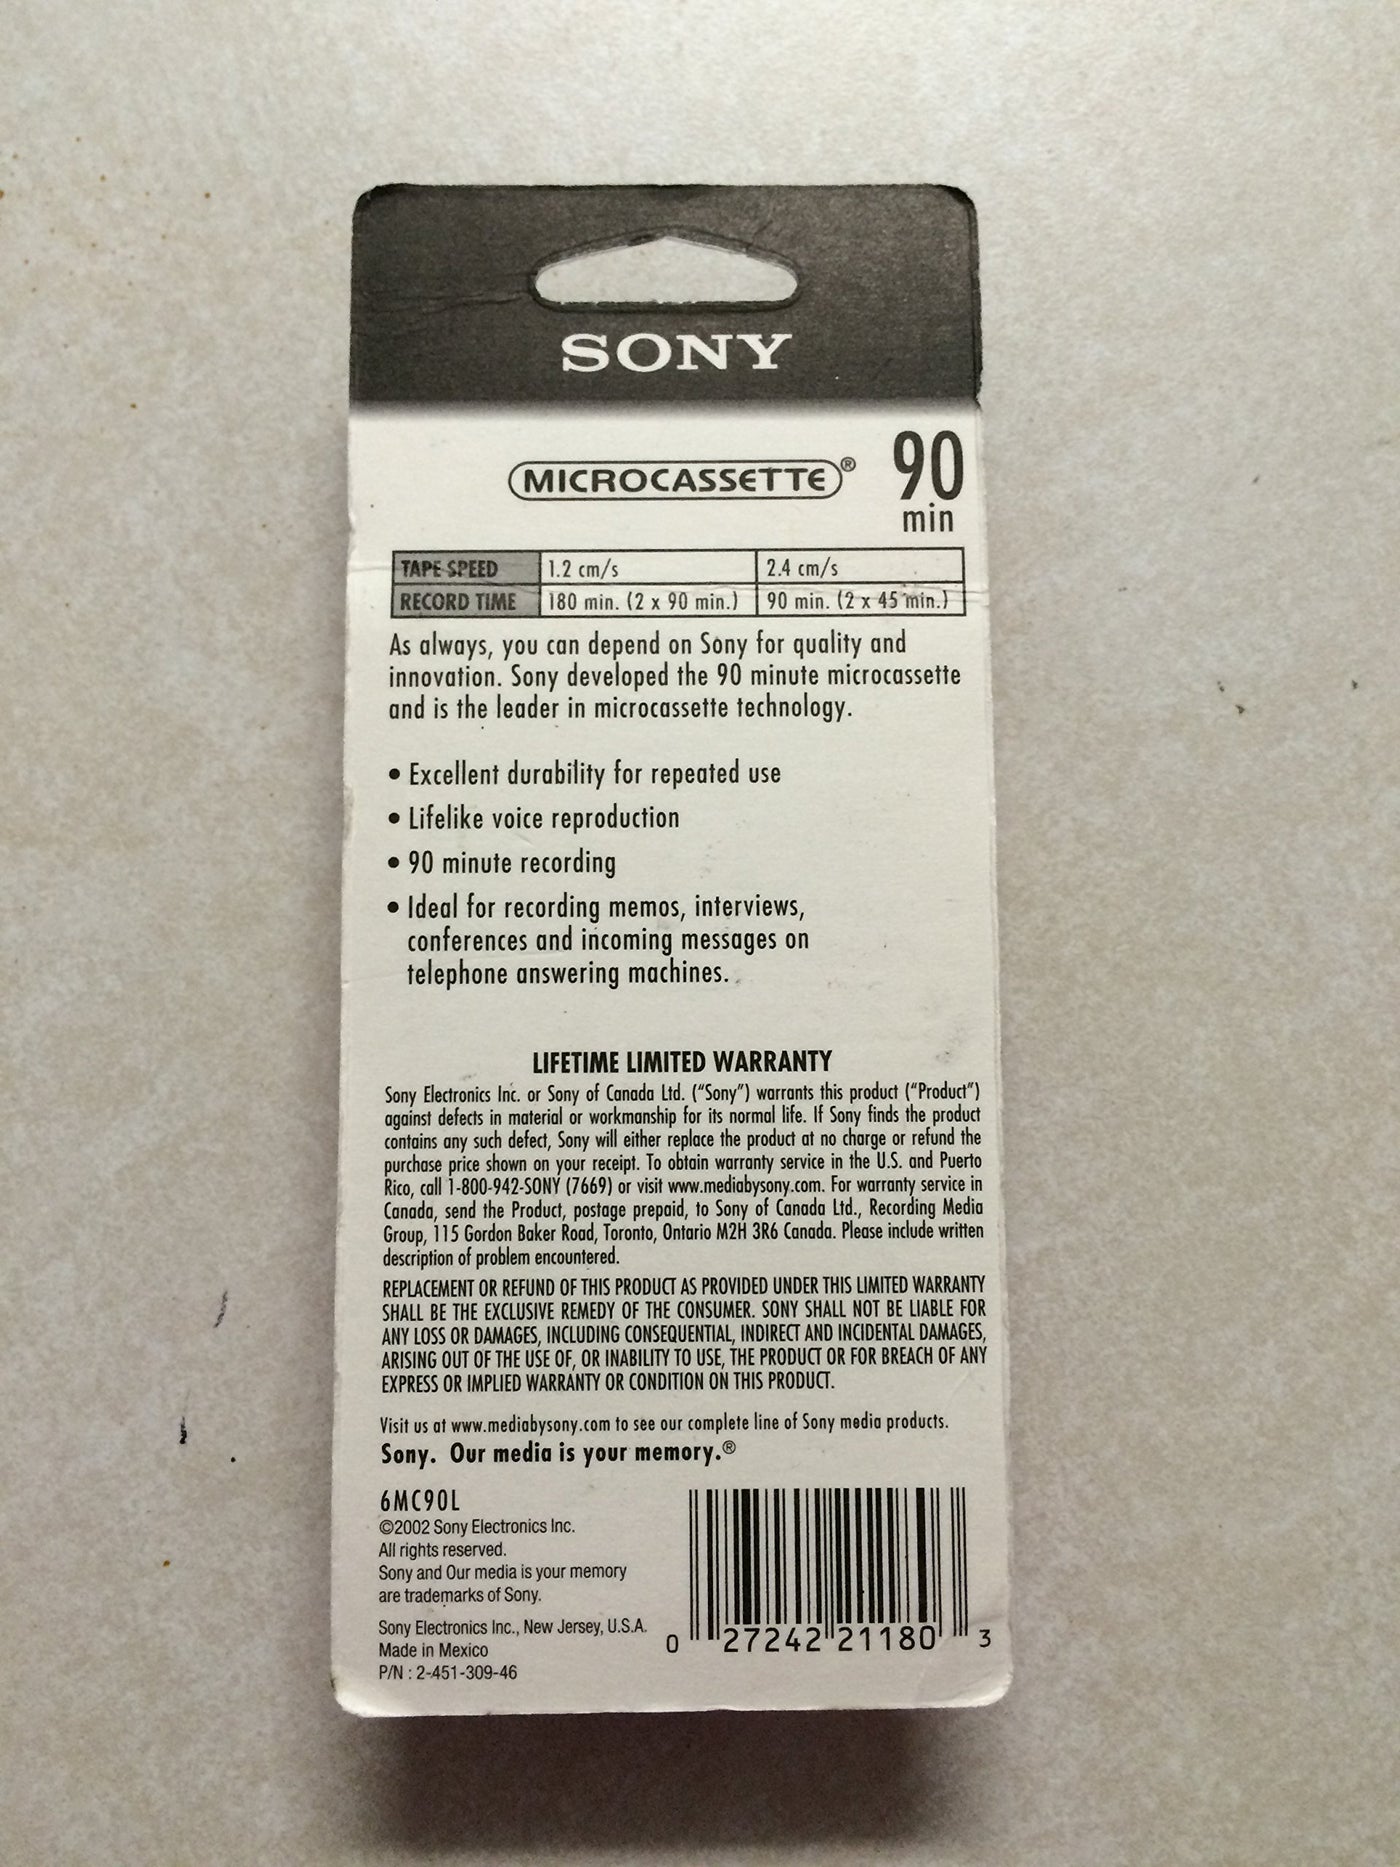 SONY
MICROCASSETTE® 90
min
TAPE SPEED 1.2 cm/s 2.4 cm/s
RECORD TIME 180 min. (2 x 90 min.) 90 min. (2 x 45 min.)
As always, you can depend on Sony for quality and
innovation. Sony developed the 90 minute microcassette
and is the leader in microcassette technology.
• Excellent durability for repeated use
• Lifelike voice reproduction
• 90 minute recording
• Ideal for recording memos, interviews,
conferences and incoming messages on
telephone answering machines.
LIFETIME LIMITED WARRANTY
Sony Electronics Inc. or Sony of Canada Ltd. (“Sony”) warrants this product (“Product”)
against defects in material or workmanship for its normal life. If Sony finds the product
contains any such defect, Sony will either replace the product at no charge or refund the
purchase price shown on your receipt. To obtain warranty service in the U.S. and Puerto
Rico, call 1-800-942-SONY (7669) or visit www.mediabysony.com. For warranty service in
Canada, send the Product, postage prepaid, to Sony of Canada Ltd., Recording Media
Group, 115 Gordon Baker Road, Toronto, Ontario M2H 3R6 Canada. Please include written
description of problem encountered.
REPLACEMENT OR REFUND OF THIS PRODUCT AS PROVIDED UNDER THIS LIMITED WARRANTY
SHALL BE THE EXCLUSIVE REMEDY OF THE CONSUMER. SONY SHALL NOT BE LIABLE FOR
ANY LOSS OR DAMAGES, INCLUDING CONSEQUENTIAL, INDIRECT AND INCIDENTAL DAMAGES,
ARISING OUT OF THE USE OF, OR INABILITY TO USE, THE PRODUCT OR FOR BREACH OF ANY
EXPRESS OR IMPLIED WARRANTY OR CONDITION ON THIS PRODUCT.
Visit us at www.mediabysony.com to see our complete line of Sony media products.
Sony. Our media is your memory.®
6MC90L
©2002 Sony Electronics Inc.
All rights reserved.
Sony and Our media is your memory
are trademarks of Sony.
Sony Electronics Inc., New Jersey, U.S.A.
Made in Mexico
P/N : 2-451-309-46
0 27242 21180 3